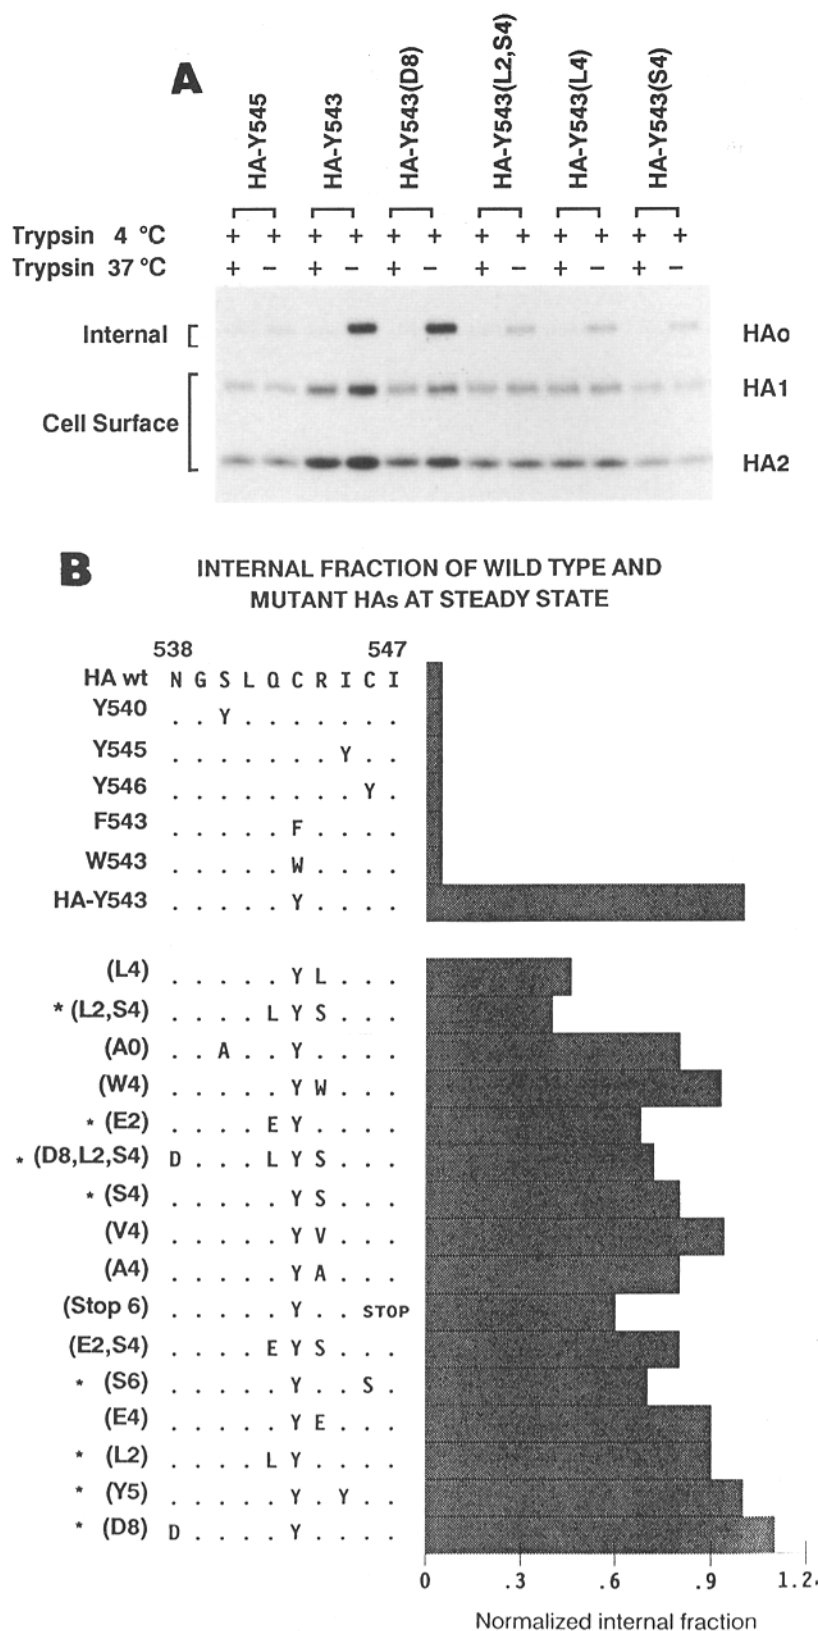 A
HA-Y545
HA-Y543
HA-Y543(D8)
HA-Y543(L2,S4)
HA-Y543(L4)
HA-Y543(S4)
Trypsin 4 °C + + + + + + + + + + + +
Trypsin 37 °C + − + − + − + − + − + −
Internal HAo
HA1
Cell Surface
HA2
B INTERNAL FRACTION OF WILD TYPE AND
MUTANT HAs AT STEADY STATE
538 547
HA wt N G S L Q C R I C I
Y540 . . Y . . . . . . .
Y545 . . . . . . . Y . .
Y546 . . . . . . . . Y .
F543 . . . . . F . . . .
W543 . . . . . W . . . .
HA-Y543 . . . . . Y . . . .
(L4) . . . . . Y L . . .
* (L2,S4) . . . . L Y S . . .
(A0) . . A . . Y . . . .
(W4) . . . . . Y W . . .
* (E2) . . . . E Y . . . .
* (D8,L2,S4) D . . . L Y S . . .
* (S4) . . . . . Y S . . .
(V4) . . . . . Y V . . .
(A4) . . . . . Y A . . .
(Stop 6) . . . . . Y . . STOP
(E2,S4) . . . . E Y S . . .
* (S6) . . . . . Y . . S .
(E4) . . . . . Y E . . .
* (L2) . . . . L Y . . . .
* (Y5) . . . . . Y . Y . .
* (D8) D . . . . Y . . . .
0 .3 .6 .9 1.2.
Normalized internal fraction